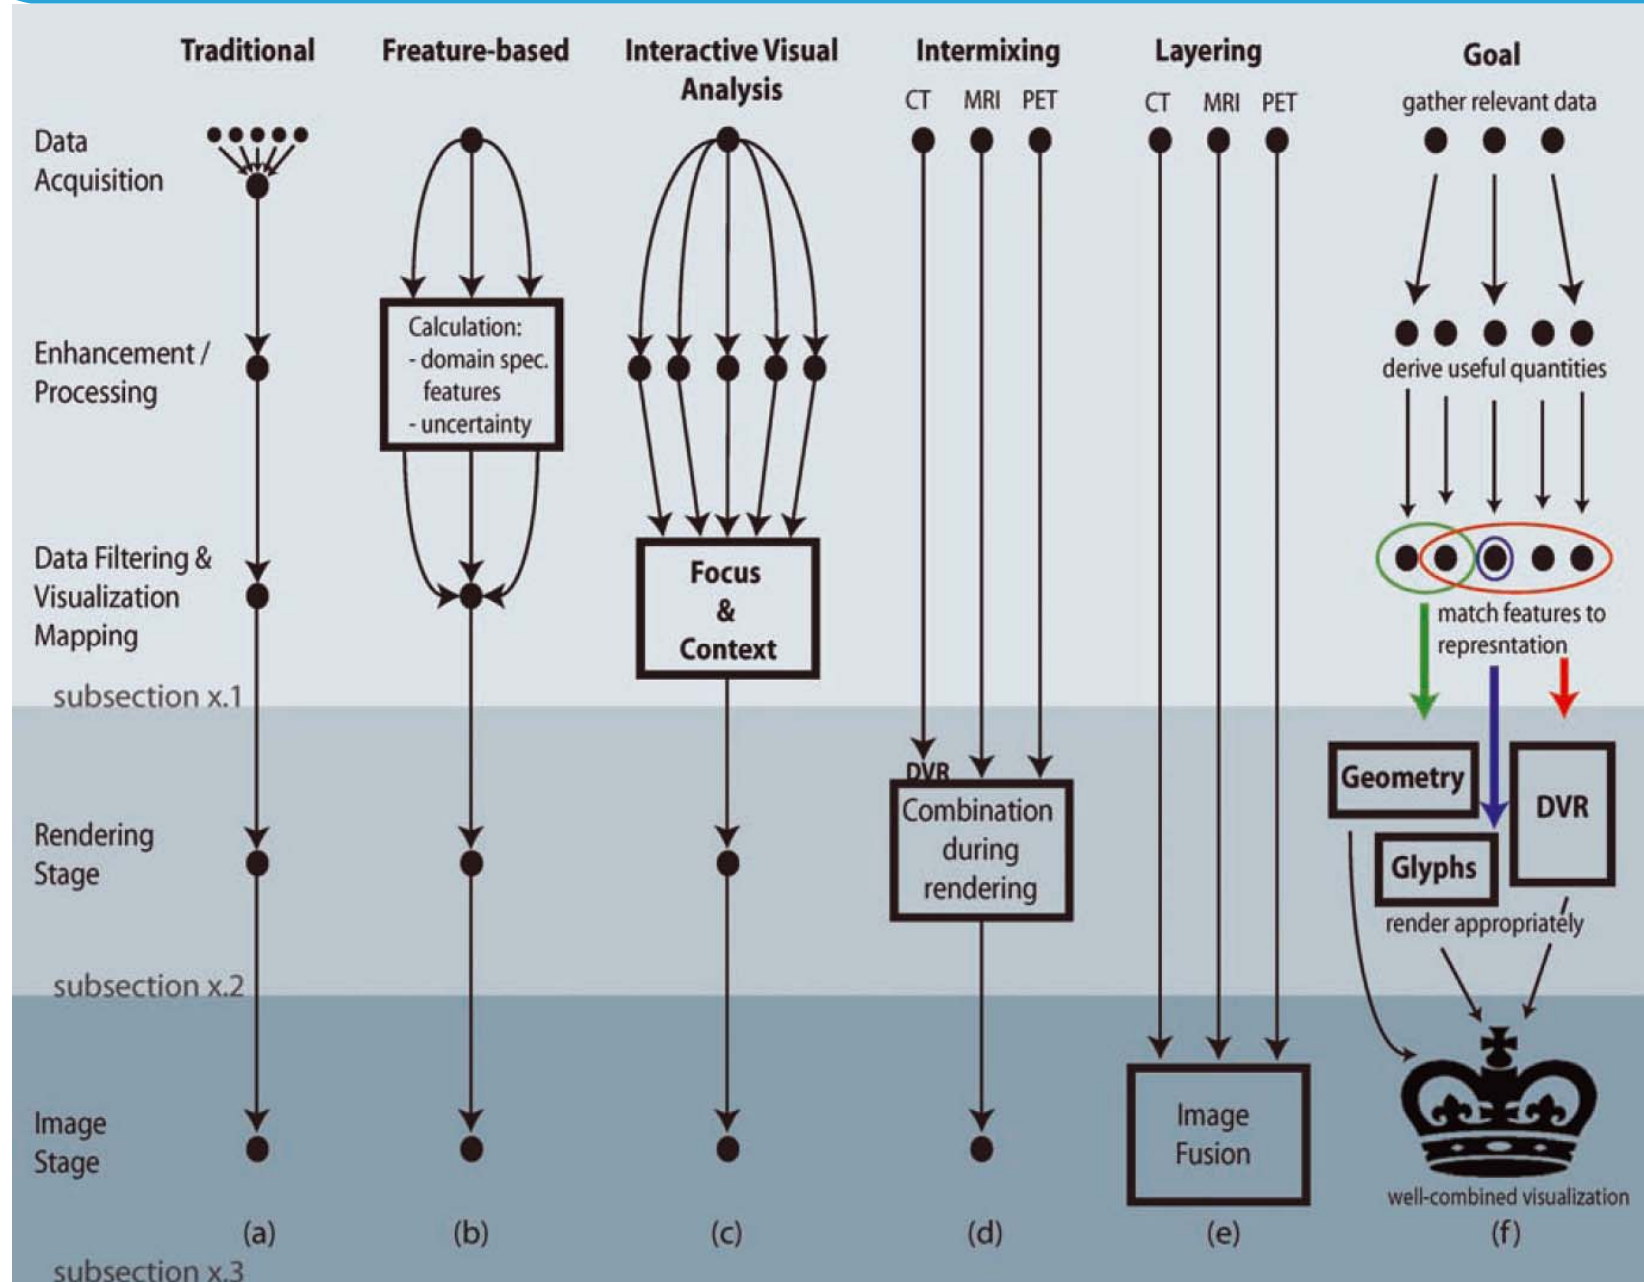 Traditional
Freature-based
Interactive Visual
Analysis
Intermixing
Layering
Goal
CT MRI PET
CT MRI PET
gather relevant data
Data
Acquisition
Enhancement /
Processing
Calculation:
- domain spec.
features
- uncertainty
derive useful quantities
Data Filtering &
Visualization
Mapping
Focus
&
Context
match features to
represntation
subsection x.1
DVR
Combination
during
rendering
Geometry
DVR
Glyphs
Rendering
Stage
render appropriately
subsection x.2
Image
Stage
Image
Fusion
well-combined visualization
(a) (b) (c) (d) (e) (f)
subsection x.3